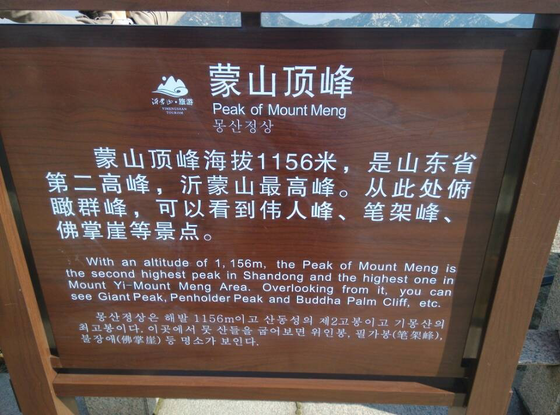 蒙山顶峰
沂蒙山·旅游
YIMENGSHAN
TOURISM
Peak of Mount Meng
몽산정상
蒙山顶峰海拔1156米，是山东省
第二高峰，沂蒙山最高峰。从此处俯
瞰群峰，可以看到伟人峰、笔架峰、
佛掌崖等景点。
With an altitude of 1,156m, the Peak of Mount Meng is
the second highest peak in Shandong and the highest one in
Mount Yi-Mount Meng Area. Overlooking from it, you can
see Giant Peak, Penholder Peak and Buddha Palm Cliff, etc.
몽산정상은 해발 1156m이고 산동성의 제2고봉이고 기몽산의
최고봉이다. 이곳에서 뭇 산들을 굽어보면 위인봉, 필가봉(笔架峰),
불장애(佛掌崖) 등 명소가 보인다.